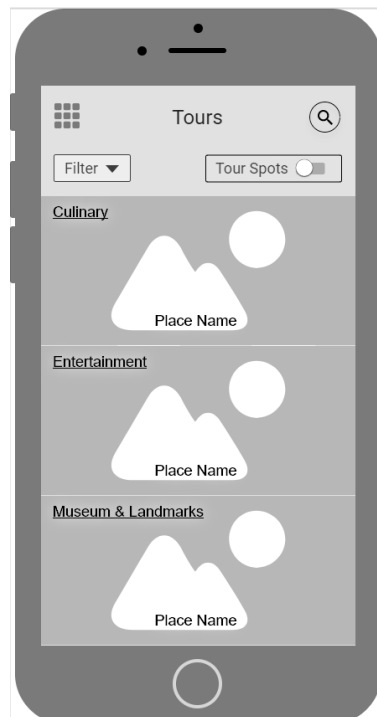 Tours
Filter
Tour Spots
Culinary
Place Name
Entertainment
Place Name
Museum & Landmarks
Place Name